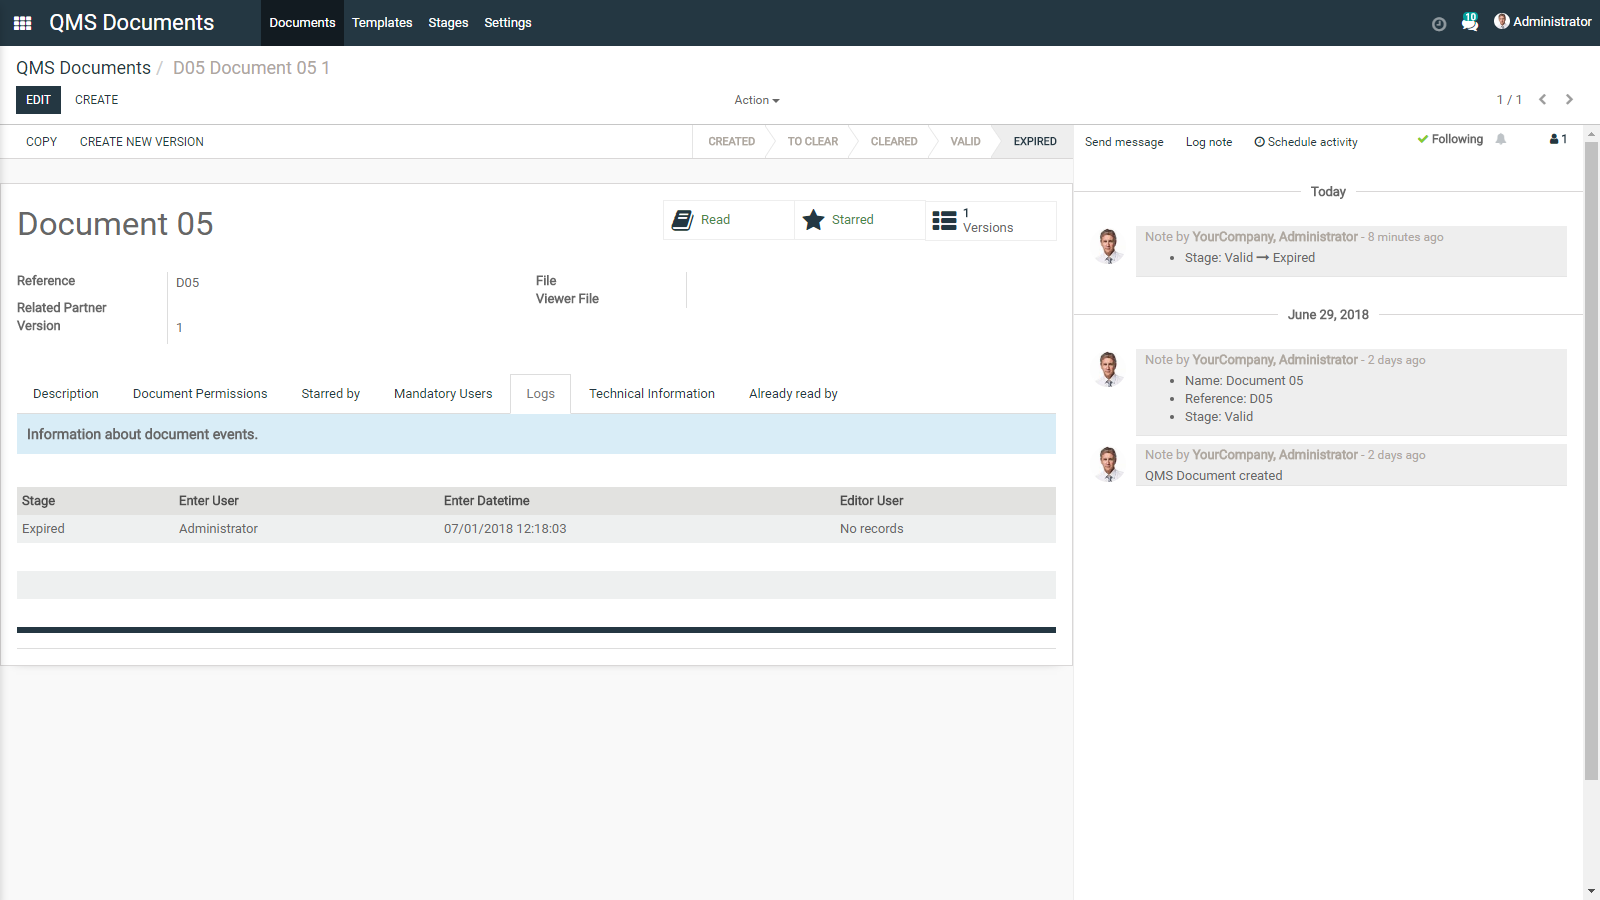 QMS Documents Documents Templates Stages Settings 10 Administrator
QMS Documents / D05 Document 05 1
EDIT CREATE Action 1 / 1
COPY CREATE NEW VERSION CREATED TO CLEAR CLEARED VALID EXPIRED Send message Log note Schedule activity Following 1
Today
Document 05
Read
Starred
1
Versions
Note by YourCompany, Administrator - 8 minutes ago
Stage: Valid → Expired
Reference D05
Related Partner
Version 1
File
Viewer File
June 29, 2018
Note by YourCompany, Administrator - 2 days ago
Name: Document 05
Reference: D05
Stage: Valid
Note by YourCompany, Administrator - 2 days ago
QMS Document created
Description Document Permissions Starred by Mandatory Users Logs Technical Information Already read by
Information about document events.
Stage Enter User Enter Datetime Editor User
Expired Administrator 07/01/2018 12:18:03 No records